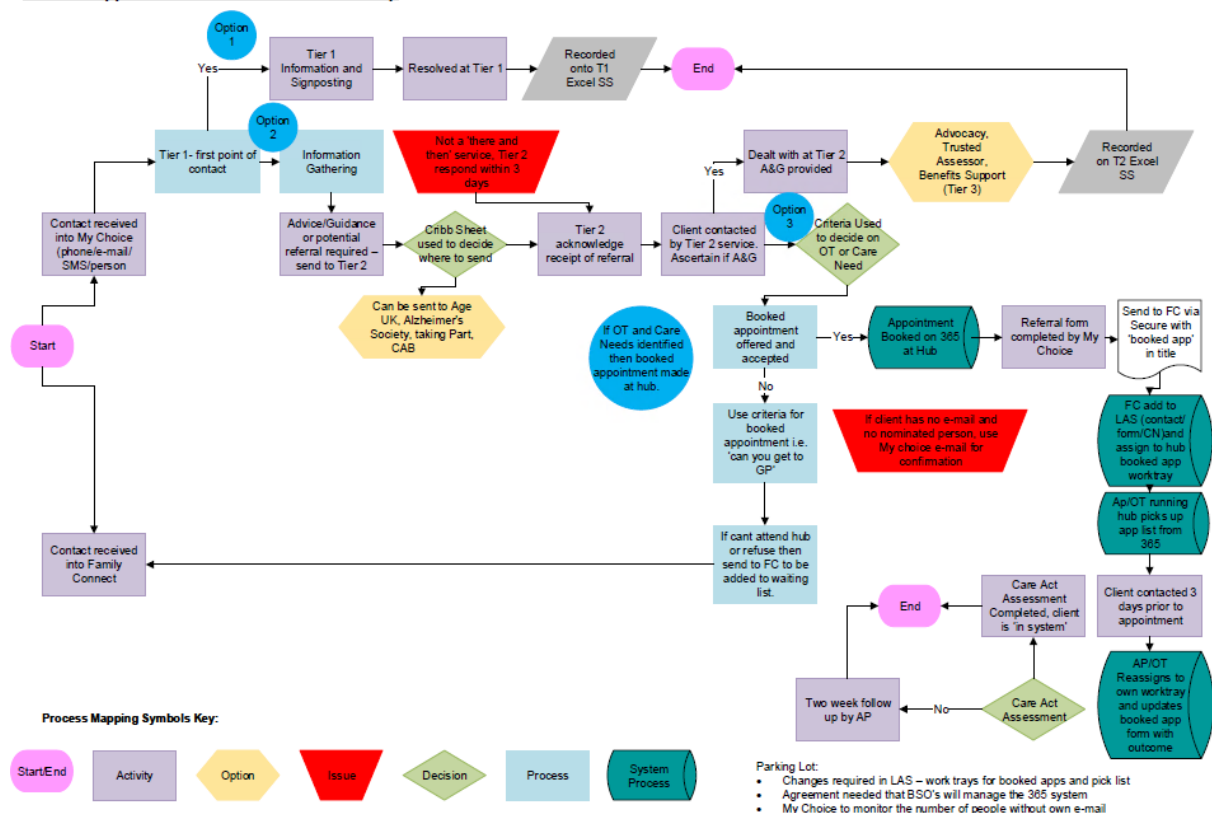 Option
1
Yes
Tier 1
Information and
Signposting
Resolved at Tier 1
Recorded
onto T1
Excel SS
End
Option
2
Tier 1- first point of
contact
Information
Gathering
Not a 'there and
then' service, Tier 2
respond within 3
days
Dealt with at Tier 2
A&G provided
Advocacy,
Trusted
Assessor,
Benefits Support
(Tier 3)
Recorded
on T2 Excel
SS
Yes
Option
3
Contact received
into My Choice
(phone/e-mail/
SMS/person
Advice/Guidance
or potential
referral required –
send to Tier 2
Cribb Sheet
used to decide
where to send
Tier 2
acknowledge
receipt of referral
Client contacted
by Tier 2 service.
Ascertain if A&G
Criteria Used
to decide on
OT or Care
Need
Can be sent to Age
UK, Alzheimer's
Society, taking Part,
CAB
Start
If OT and Care
Needs identified
then booked
appointment made
at hub.
Booked
appointment
offered and
accepted
Yes
Appointment
Booked on 365
at Hub
Referral form
completed by My
Choice
Send to FC via
Secure with
'booked app'
in title
No
Use criteria for
booked
appointment i.e.
'can you get to
GP'
If client has no e-mail and
no nominated person, use
My choice e-mail for
confirmation
FC add to
LAS (contact/
form/CN)and
assign to hub
booked app
worktray
Ap/OT running
hub picks up
app list from
365
Contact received
into Family
Connect
If cant attend hub
or refuse then
send to FC to be
added to waiting
list.
End
Care Act
Assessment
Completed, client
is 'in system'
Client contacted 3
days prior to
appointment
Two week follow
up by AP
No
Care Act
Assessment
AP/OT
Reassigns to
own worktray
and updates
booked app
form with
outcome
Process Mapping Symbols Key:
Start/End
Activity
Option
Issue
Decision
Process
System
Process
Parking Lot:
• Changes required in LAS – work trays for booked apps and pick list
• Agreement needed that BSO's will manage the 365 system
• My Choice to monitor the number of people without own e-mail